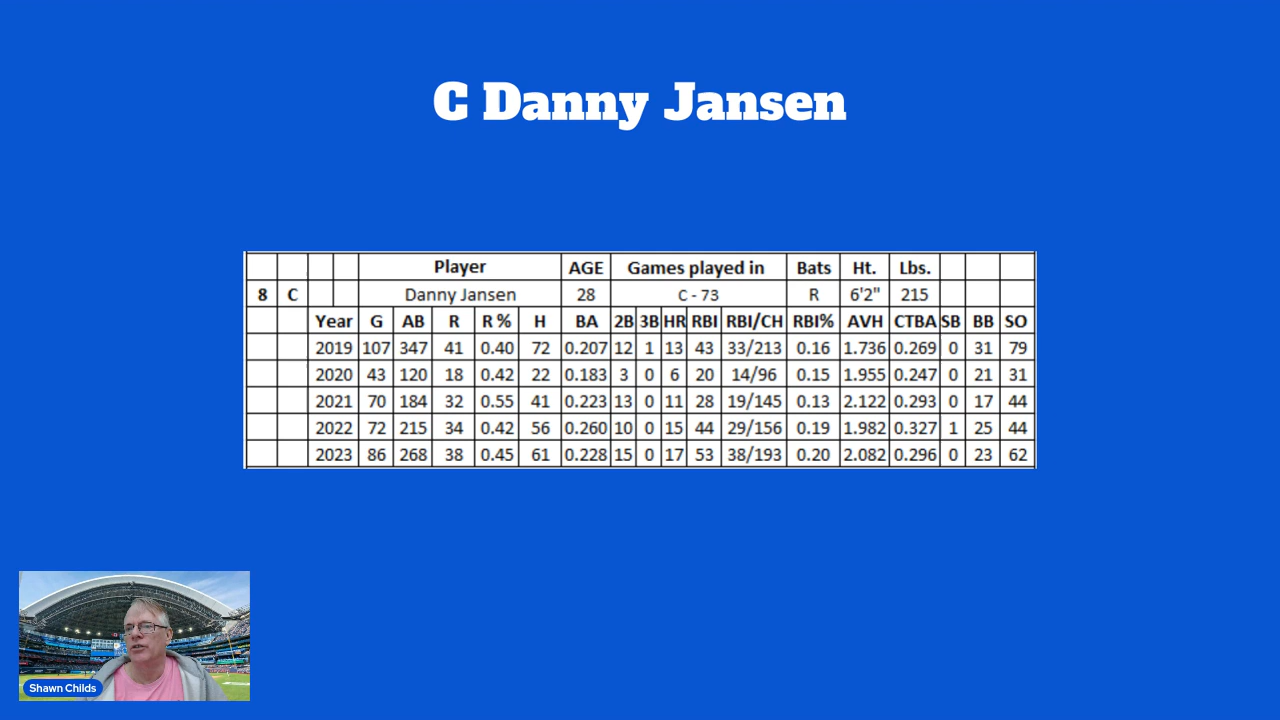 C Danny Jansen
Player AGE Games played in Bats Ht. Lbs.
8 C Danny Jansen 28 C - 73 R 6'2" 215
Year G AB R R % H BA 2B 3B HR RBI RBI/CH RBI% AVH CTBA SB BB SO
2019 107 347 41 0.40 72 0.207 12 1 13 43 33/213 0.16 1.736 0.269 0 31 79
2020 43 120 18 0.42 22 0.183 3 0 6 20 14/96 0.15 1.955 0.247 0 21 31
2021 70 184 32 0.55 41 0.223 13 0 11 28 19/145 0.13 2.122 0.293 0 17 44
2022 72 215 34 0.42 56 0.260 10 0 15 44 29/156 0.19 1.982 0.327 1 25 44
2023 86 268 38 0.45 61 0.228 15 0 17 53 38/193 0.20 2.082 0.296 0 23 62
Shawn Childs